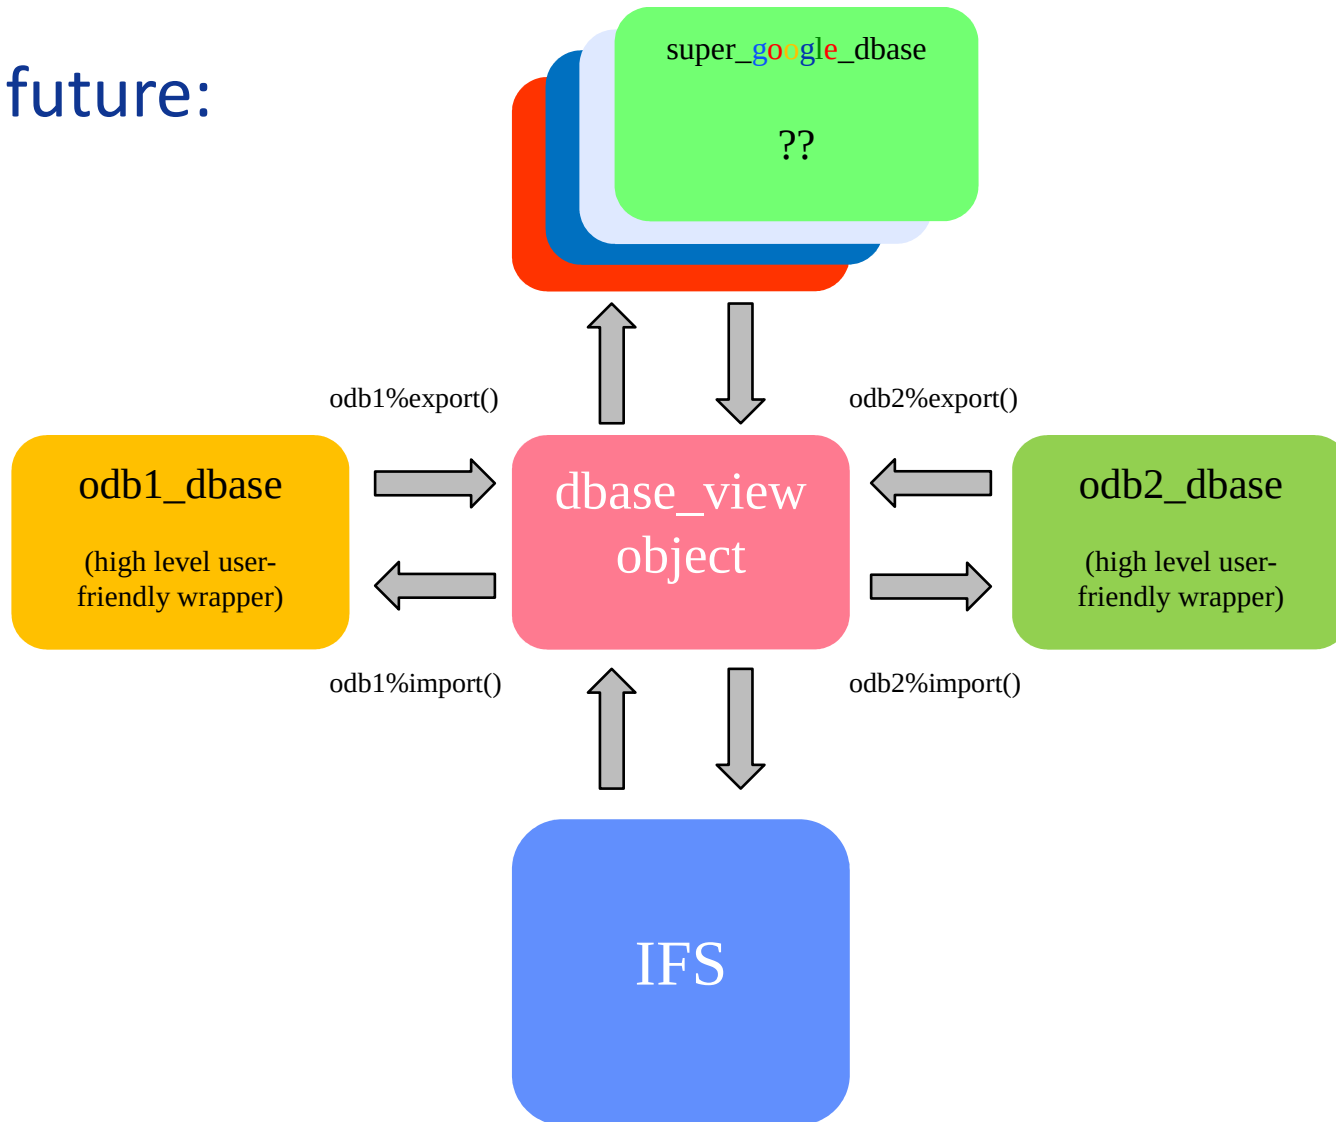 future:
super_google_dbase
??
odb1%export()
odb2%export()
odb1_dbase
(high level user-
friendly wrapper)
dbase_view
object
odb2_dbase
(high level user-
friendly wrapper)
odb1%import()
odb2%import()
IFS